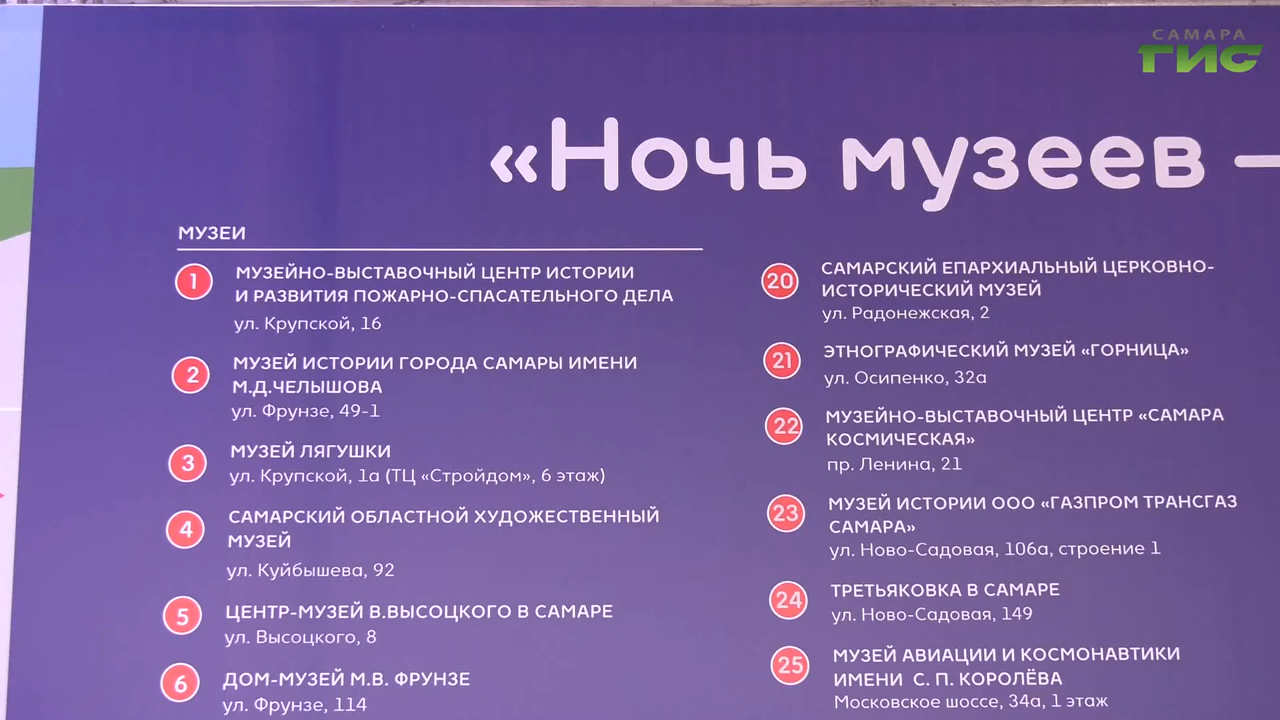 САМАРА
ГИС
«Ночь музеев –
МУЗЕИ
1
МУЗЕЙНО-ВЫСТАВОЧНЫЙ ЦЕНТР ИСТОРИИ
И РАЗВИТИЯ ПОЖАРНО-СПАСАТЕЛЬНОГО ДЕЛА
ул. Крупской, 16
2
МУЗЕЙ ИСТОРИИ ГОРОДА САМАРЫ ИМЕНИ
М.Д.ЧЕЛЫШОВА
ул. Фрунзе, 49-1
3
МУЗЕЙ ЛЯГУШКИ
ул. Крупской, 1а (ТЦ «Стройдом», 6 этаж)
4
САМАРСКИЙ ОБЛАСТНОЙ ХУДОЖЕСТВЕННЫЙ
МУЗЕЙ
ул. Куйбышева, 92
5
ЦЕНТР-МУЗЕЙ В.ВЫСОЦКОГО В САМАРЕ
ул. Высоцкого, 8
6
ДОМ-МУЗЕЙ М.В. ФРУНЗЕ
ул. Фрунзе, 114
20
САМАРСКИЙ ЕПАРХИАЛЬНЫЙ ЦЕРКОВНО-
ИСТОРИЧЕСКИЙ МУЗЕЙ
ул. Радонежская, 2
21
ЭТНОГРАФИЧЕСКИЙ МУЗЕЙ «ГОРНИЦА»
ул. Осипенко, 32а
22
МУЗЕЙНО-ВЫСТАВОЧНЫЙ ЦЕНТР «САМАРА
КОСМИЧЕСКАЯ»
пр. Ленина, 21
23
МУЗЕЙ ИСТОРИИ ООО «ГАЗПРОМ ТРАНСГАЗ
САМАРА»
ул. Ново-Садовая, 106а, строение 1
24
ТРЕТЬЯКОВКА В САМАРЕ
ул. Ново-Садовая, 149
25
МУЗЕЙ АВИАЦИИ И КОСМОНАВТИКИ
ИМЕНИ С. П. КОРОЛЁВА
Московское шоссе, 34а, 1 этаж